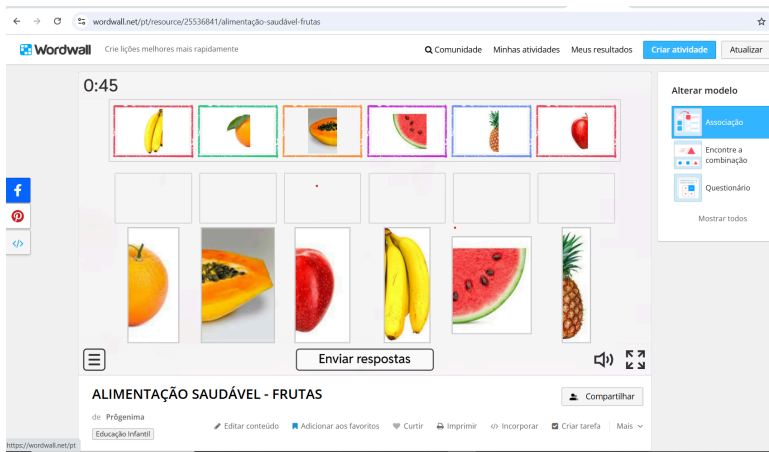 wordwall.net/pt/resource/25536841/alimentação-saudável-frutas
Wordwall
Crie lições melhores mais rapidamente
Comunidade
Minhas atividades
Meus resultados
Criar atividade
Atualizar
0:45
Alterar modelo
Associação
Encontre a
combinação
Questionário
Mostrar todos
Enviar respostas
ALIMENTAÇÃO SAUDÁVEL - FRUTAS
Compartilhar
de Prôgenima
Educação Infantil
Editar conteúdo
Adicionar aos favoritos
Curtir
Imprimir
Incorporar
Criar tarefa
Mais
https://wordwall.net/pt